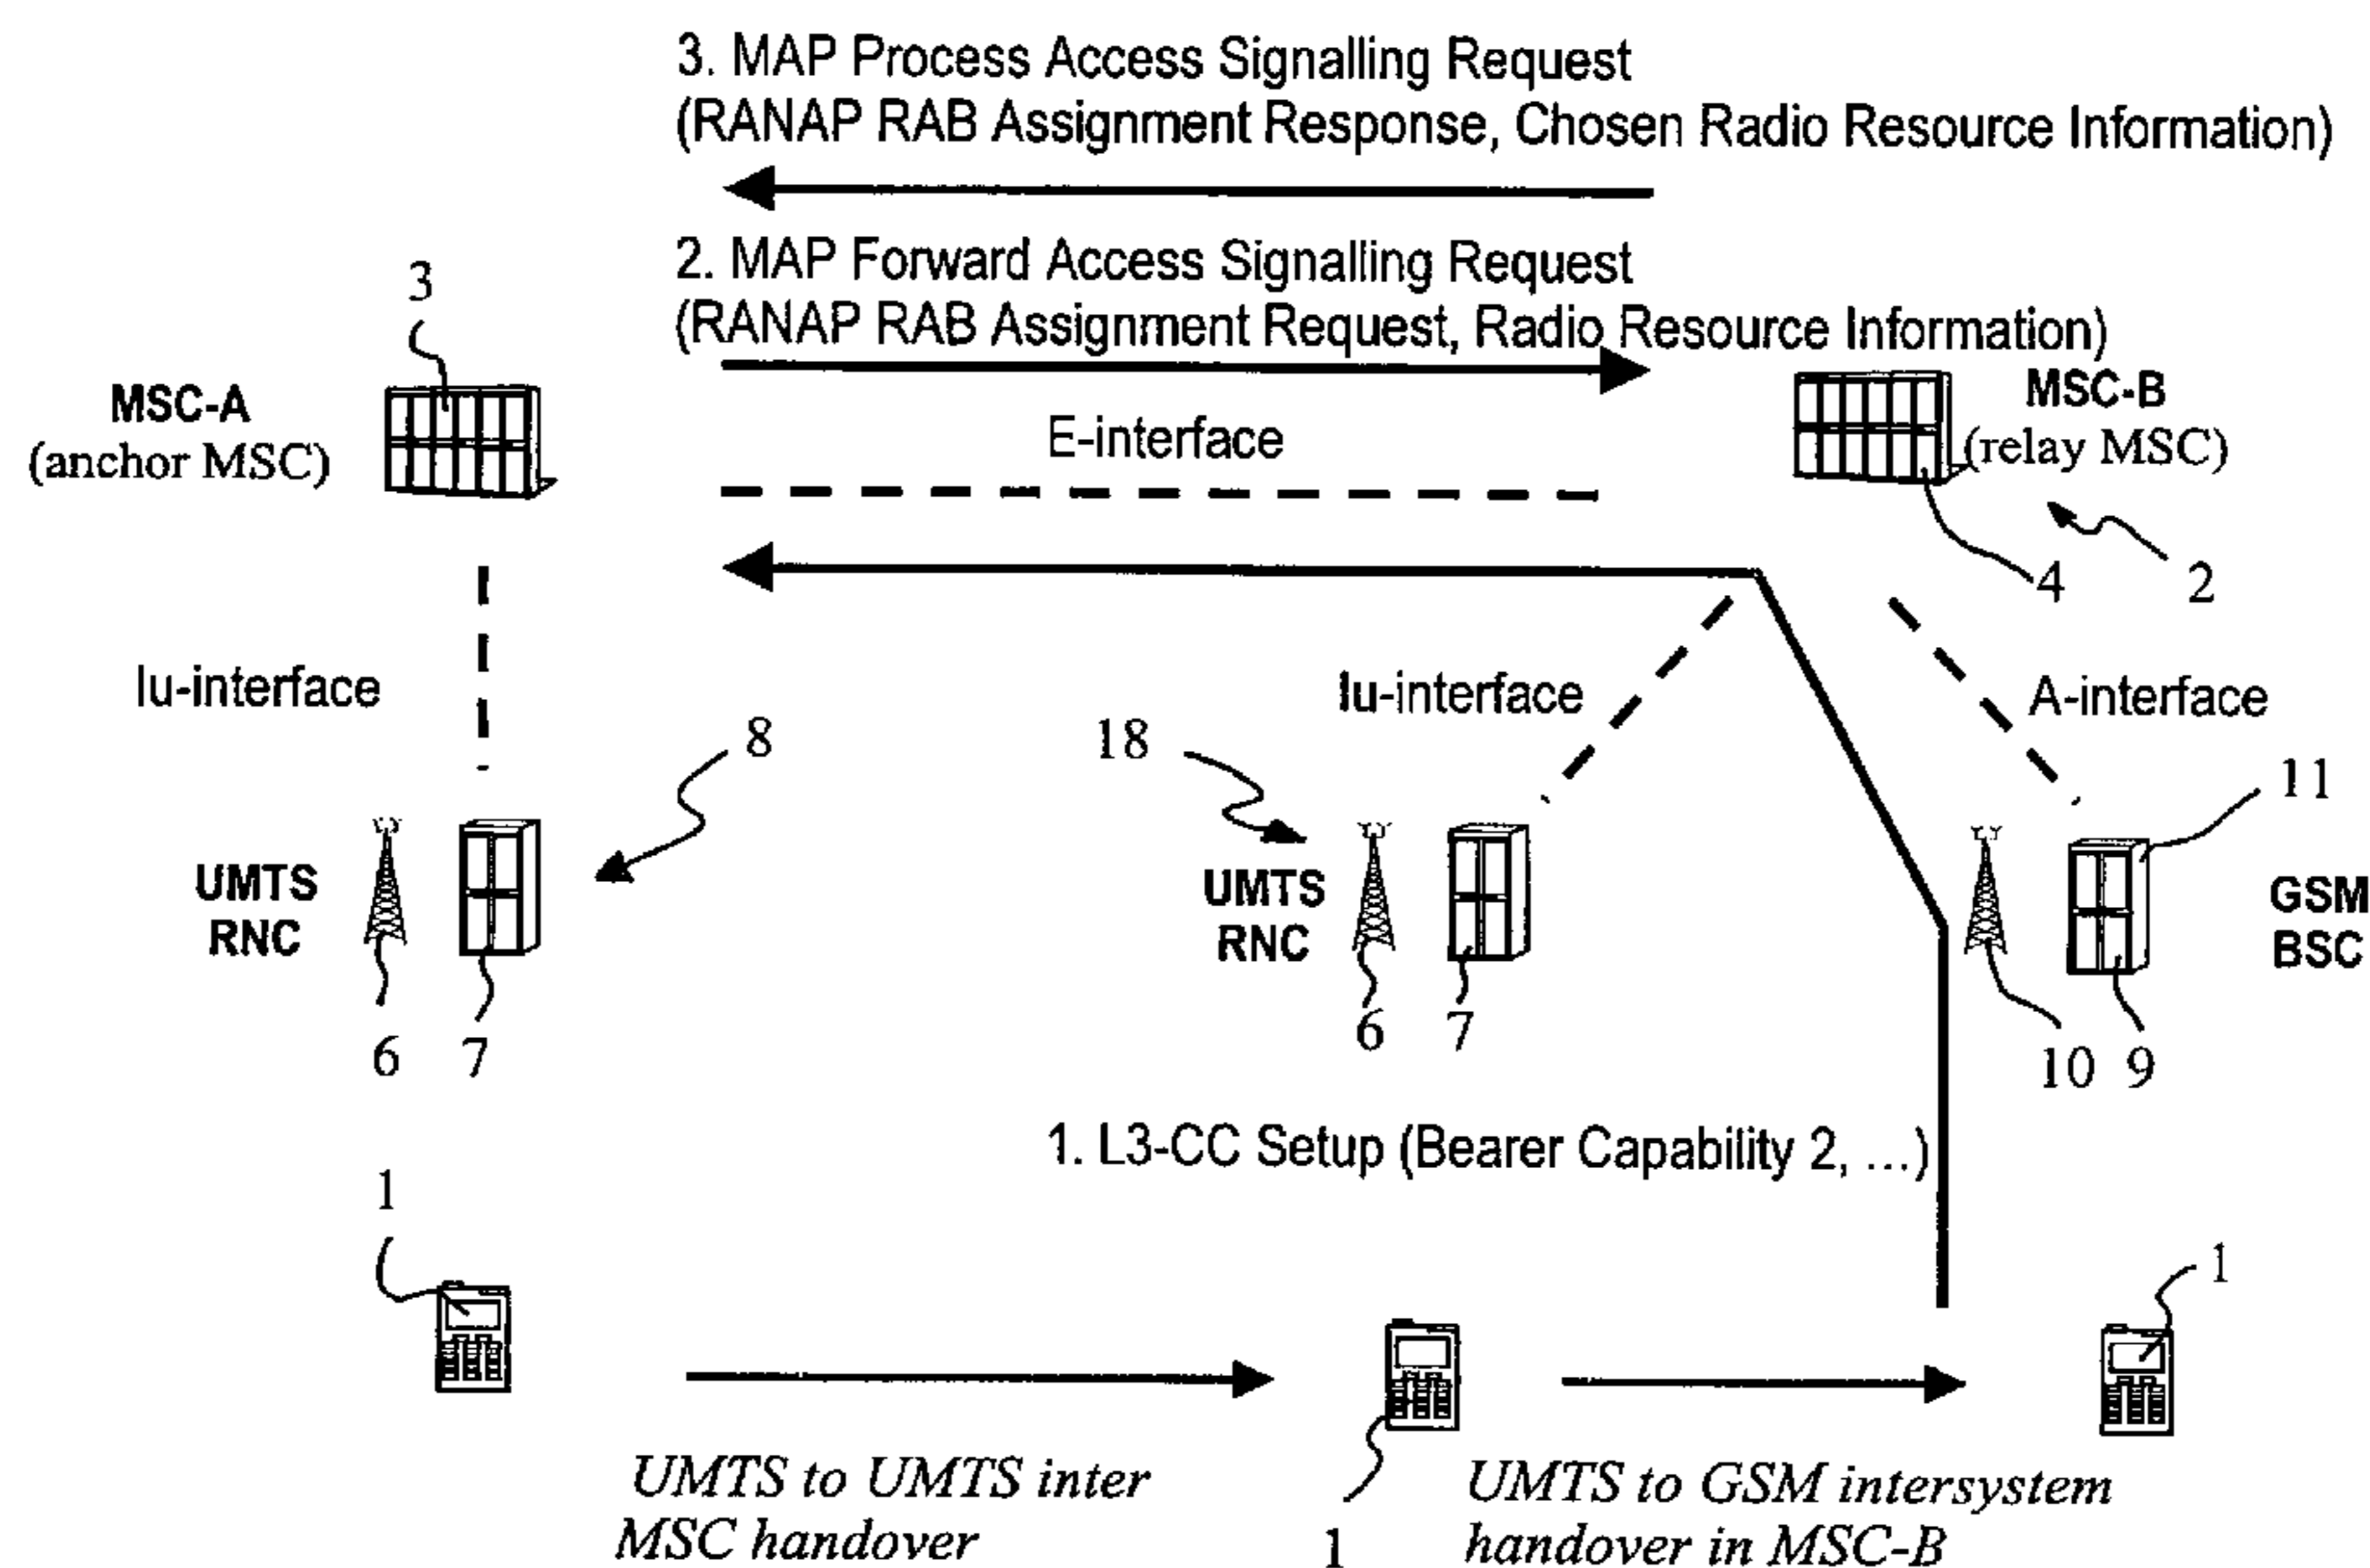 3. MAP Process Access Signalling Request
(RANAP RAB Assignment Response, Chosen Radio Resource Information)
2. MAP Forward Access Signalling Request
(RANAP RAB Assignment Request, Radio Resource Information)
3
MSC-A
(anchor MSC)
E-interface
MSC-B
(relay MSC)
4
2
Iu-interface
Iu-interface
A-interface
8
18
11
UMTS
RNC
UMTS
RNC
GSM
BSC
6
7
6
7
10
9
1. L3-CC Setup (Bearer Capability 2, ...)
1
1
UMTS to UMTS inter
MSC handover
1
UMTS to GSM intersystem
handover in MSC-B